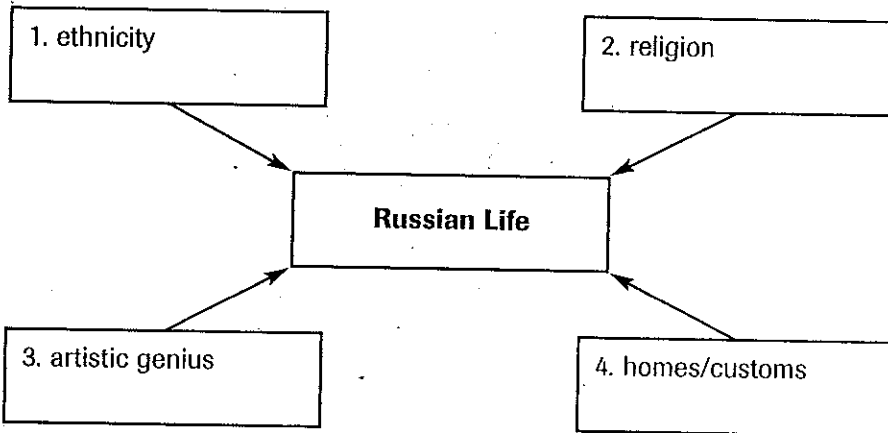 1. ethnicity
2. religion
Russian Life
3. artistic genius
4. homes/customs